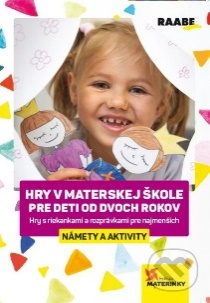 RAABE
HRY V MATERSKEJ ŠKOLE
PRE DETI OD DVOCH ROKOV
Hry s riekankami a rozprávkami pre najmenších
NÁMETY A AKTIVITY
MATERINKY